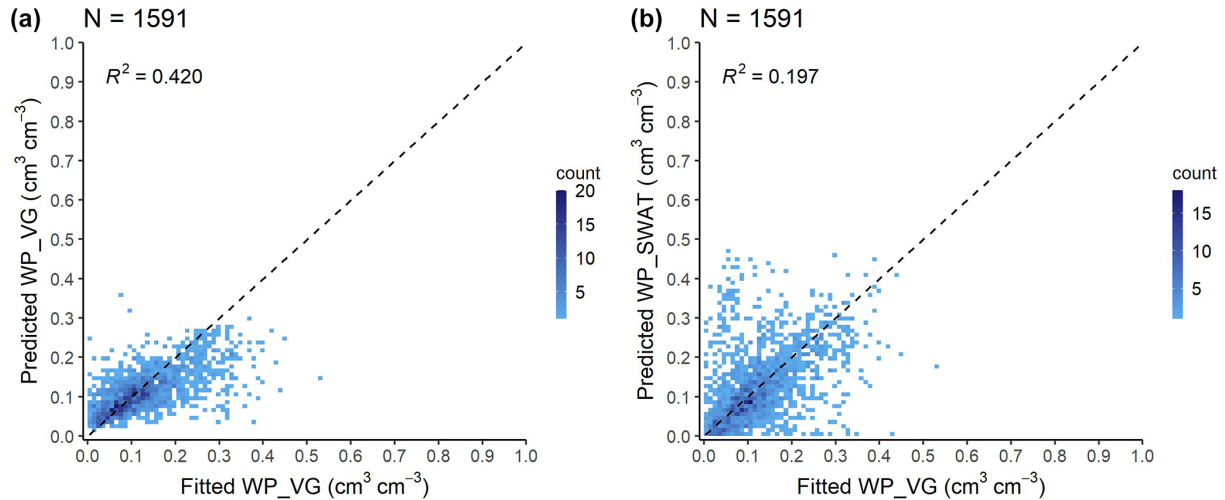 (a) N = 1591
R² = 0.420
Predicted WP_VG (cm³ cm⁻³)
1.0
0.9
0.8
0.7
0.6
0.5
0.4
0.3
0.2
0.1
0.0
0.0 0.1 0.2 0.3 0.4 0.5 0.6 0.7 0.8 0.9 1.0
Fitted WP_VG (cm³ cm⁻³)
count
20
15
10
5
(b) N = 1591
R² = 0.197
Predicted WP_SWAT (cm³ cm⁻³)
1.0
0.9
0.8
0.7
0.6
0.5
0.4
0.3
0.2
0.1
0.0
0.0 0.1 0.2 0.3 0.4 0.5 0.6 0.7 0.8 0.9 1.0
Fitted WP_VG (cm³ cm⁻³)
count
15
10
5